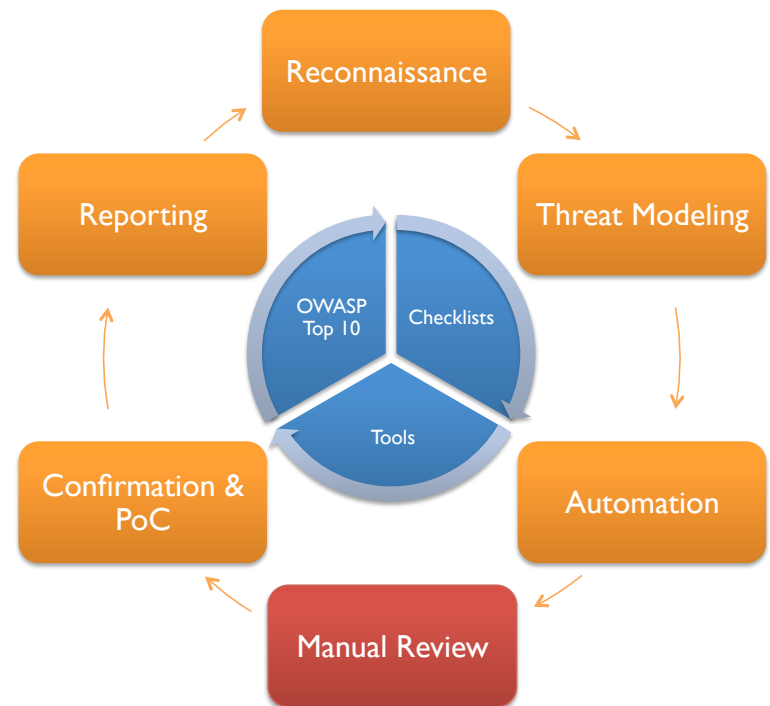 Reconnaissance
Reporting
Threat Modeling
OWASP
Top 10
Checklists
Tools
Confirmation &
PoC
Automation
Manual Review